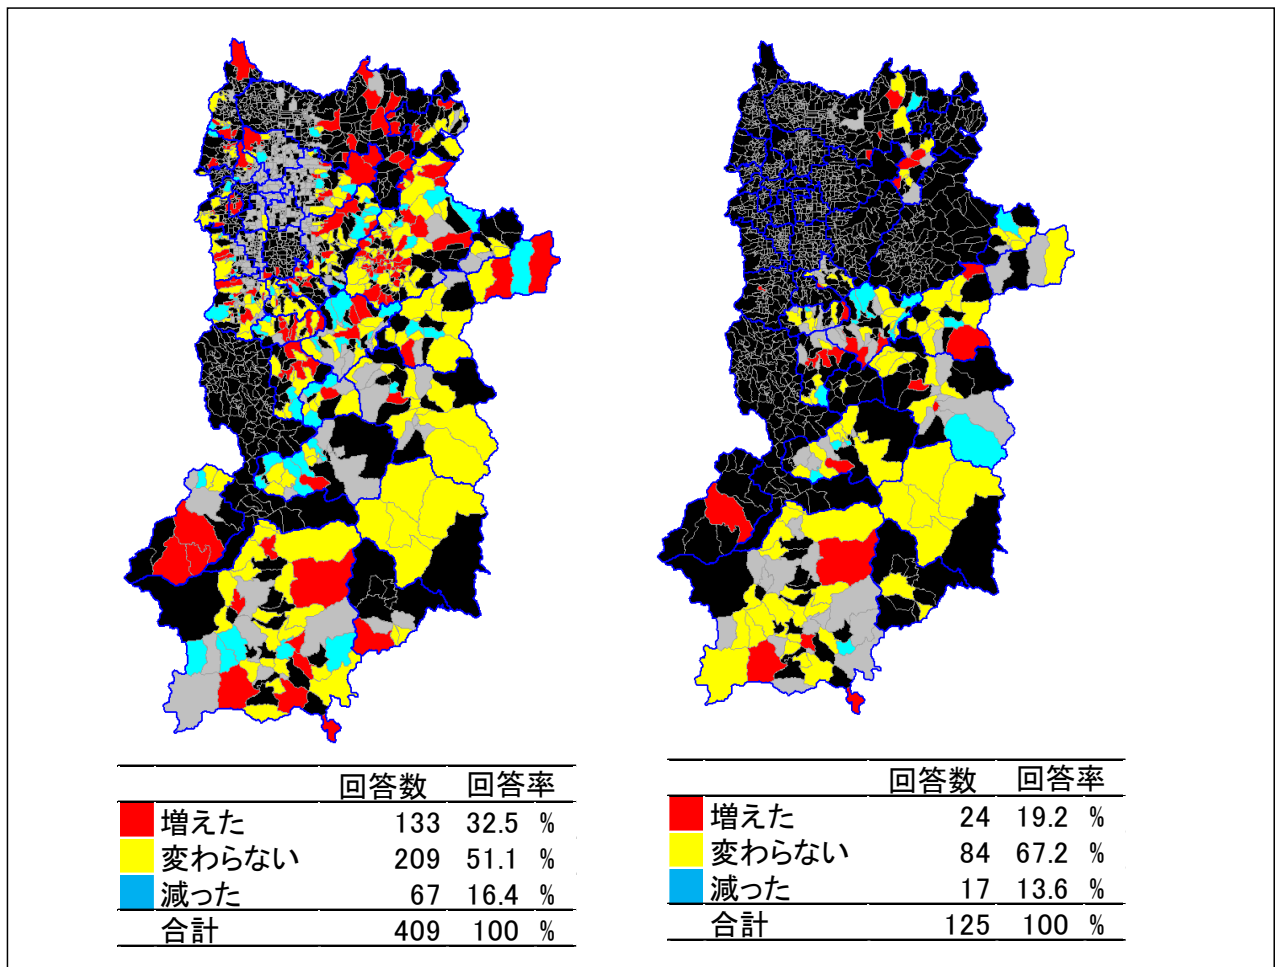 回答数 回答率
増えた 133 32.5 %
変わらない 209 51.1 %
減った 67 16.4 %
合計 409 100 %
回答数 回答率
増えた 24 19.2 %
変わらない 84 67.2 %
減った 17 13.6 %
合計 125 100 %